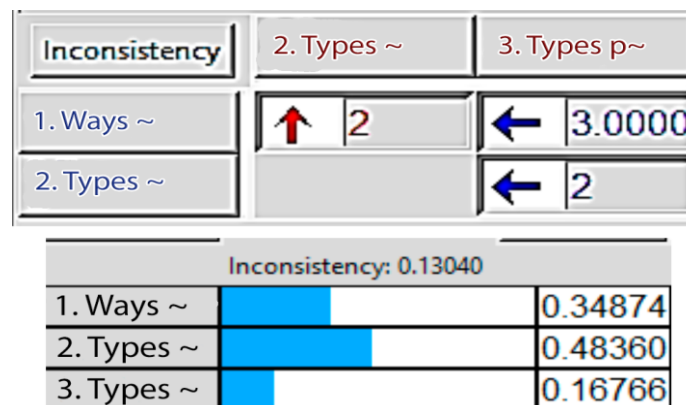 Inconsistency 2. Types ~ 3. Types p~
1. Ways ~ 2 3.0000
2. Types ~ 2
Inconsistency: 0.13040
1. Ways ~ 0.34874
2. Types ~ 0.48360
3. Types ~ 0.16766